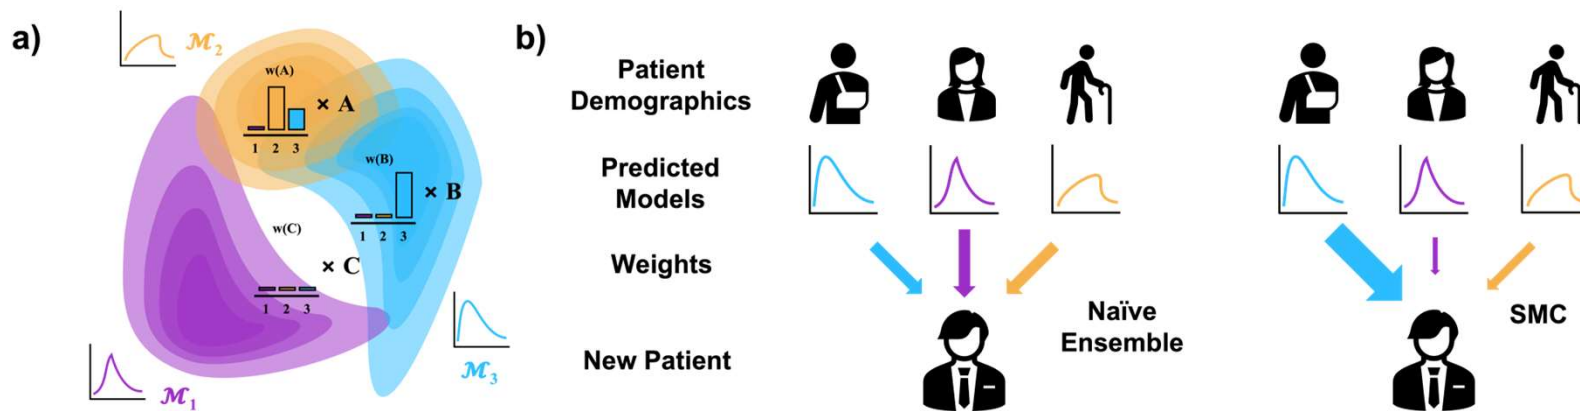 a)
ℳ₂
w(A)
× A
1 2 3
w(B)
× B
1 2 3
w(C)
× C
1 2 3
ℳ₁
ℳ₃
b)
Patient
Demographics
Predicted
Models
Weights
New Patient
Naïve
Ensemble
SMC